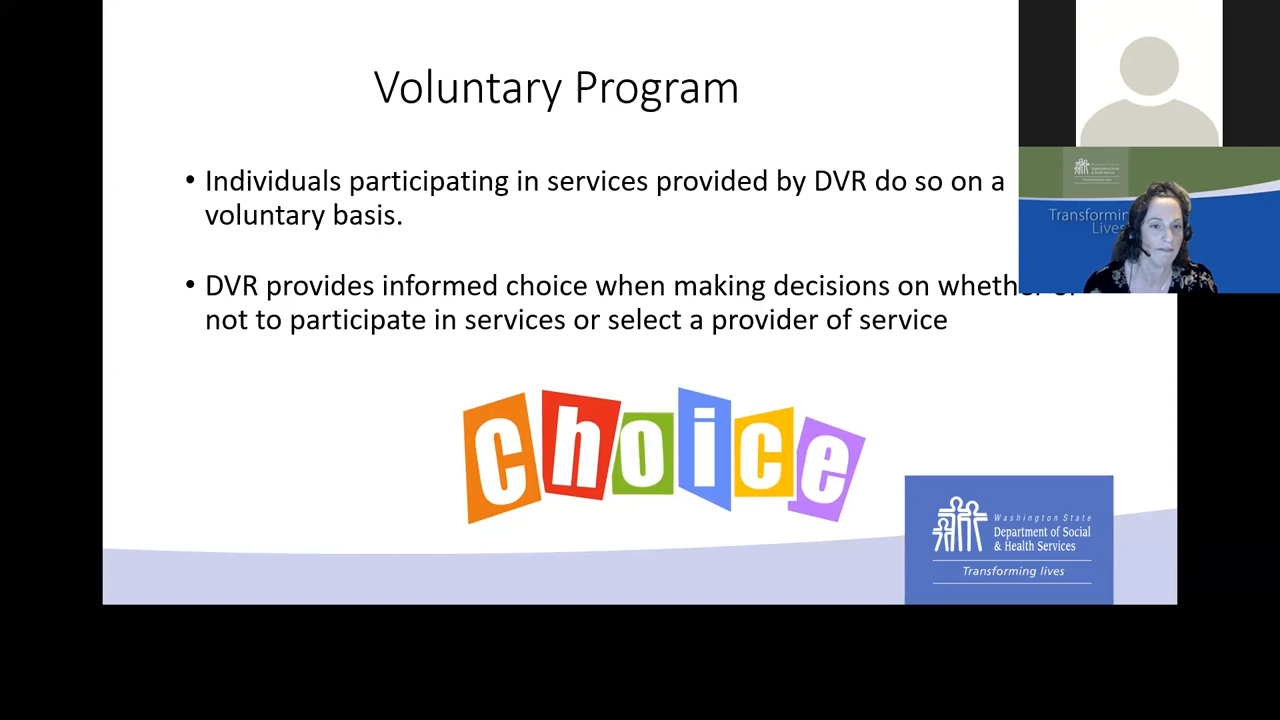 Voluntary Program
• Individuals participating in services provided by DVR do so on a
voluntary basis.
• DVR provides informed choice when making decisions on whether
not to participate in services or select a provider of service
Choice
Washington State
Department of Social
& Health Services
Transforming lives
Transforming
Lives